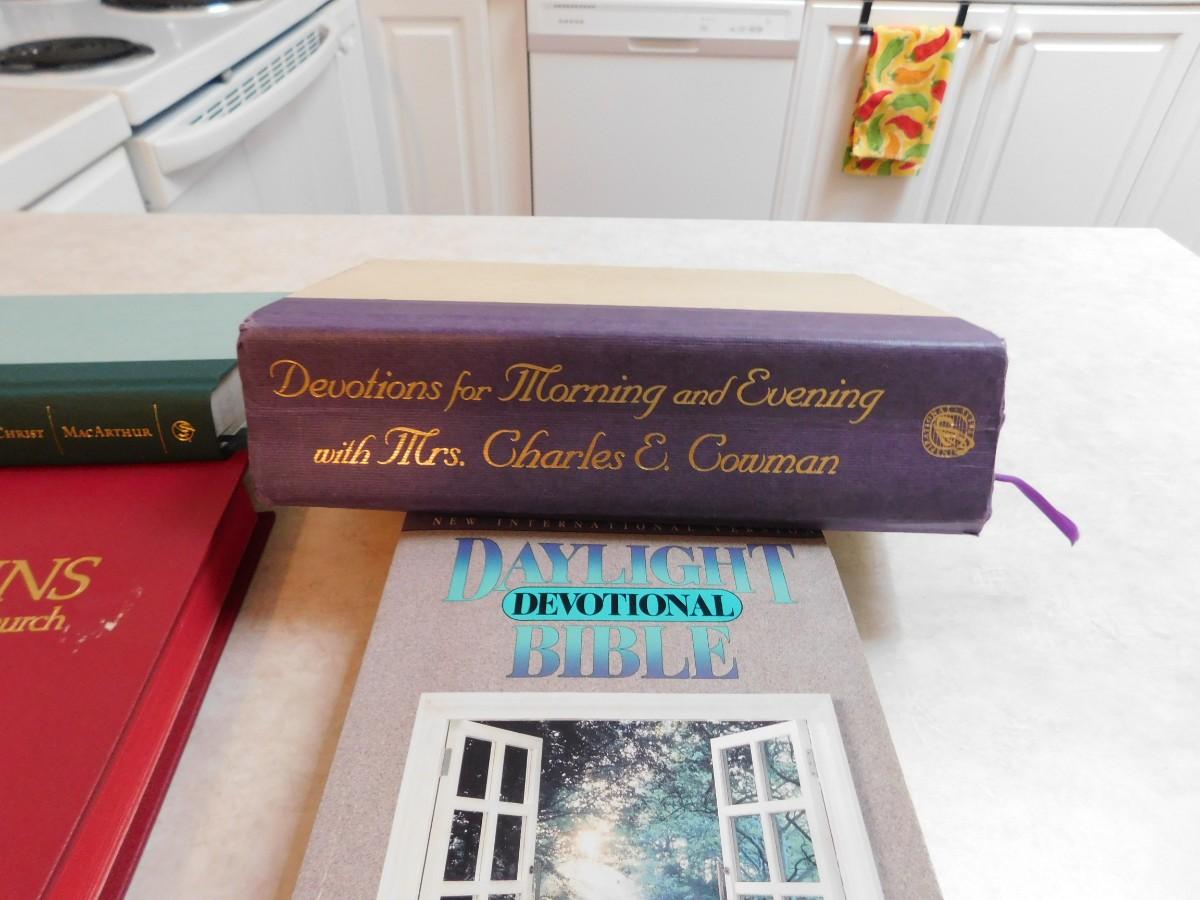 Devotions for Morning and Evening
with Mrs. Charles E. Cowman
CHRIST MACARTHUR
NEW INTERNATIONAL VERSION
DAYLIGHT
DEVOTIONAL
BIBLE
NS
urch